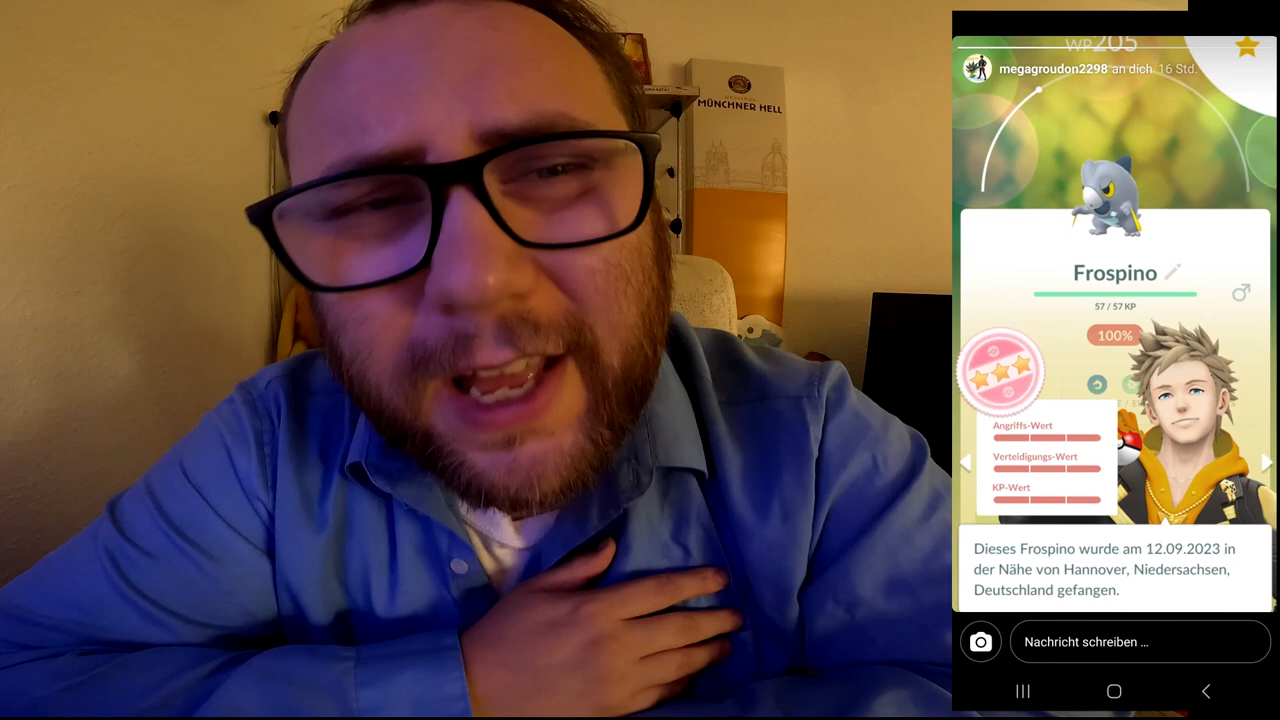 MÜNCHNER HELL
WP205
megagroudon2298 an dich 16 Std.
Frospino
57 / 57 KP
100%
Angriffs-Wert
Verteidigungs-Wert
KP-Wert
Dieses Frospino wurde am 12.09.2023 in
der Nähe von Hannover, Niedersachsen,
Deutschland gefangen.
Nachricht schreiben ...